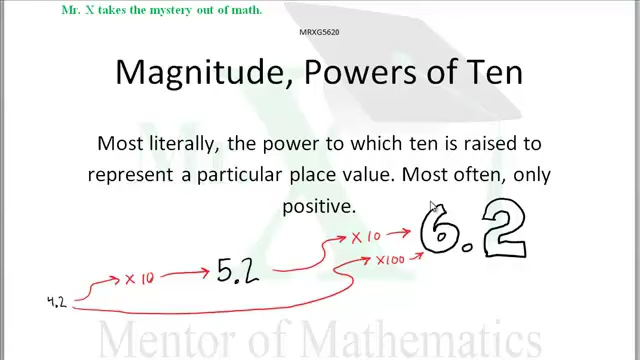 Mr. X takes the mystery out of math.
MRXG5620
Magnitude, Powers of Ten
Most literally, the power to which ten is raised to
represent a particular place value. Most often, only
positive.
6.2
x 10
x100
5.2
x 10
4.2
Mr. X
Mentor of Mathematics